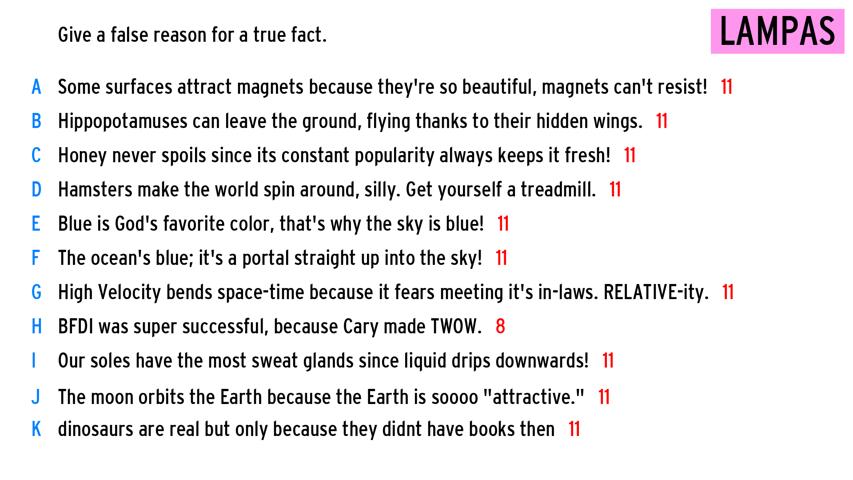 Give a false reason for a true fact.
LAMPAS
A Some surfaces attract magnets because they're so beautiful, magnets can't resist! 11
B Hippopotamuses can leave the ground, flying thanks to their hidden wings. 11
C Honey never spoils since its constant popularity always keeps it fresh! 11
D Hamsters make the world spin around, silly. Get yourself a treadmill. 11
E Blue is God's favorite color, that's why the sky is blue! 11
F The ocean's blue; it's a portal straight up into the sky! 11
G High Velocity bends space-time because it fears meeting it's in-laws. RELATIVE-ity. 11
H BFDI was super successful, because Cary made TWOW. 8
I Our soles have the most sweat glands since liquid drips downwards! 11
J The moon orbits the Earth because the Earth is soooo "attractive." 11
K dinosaurs are real but only because they didnt have books then 11